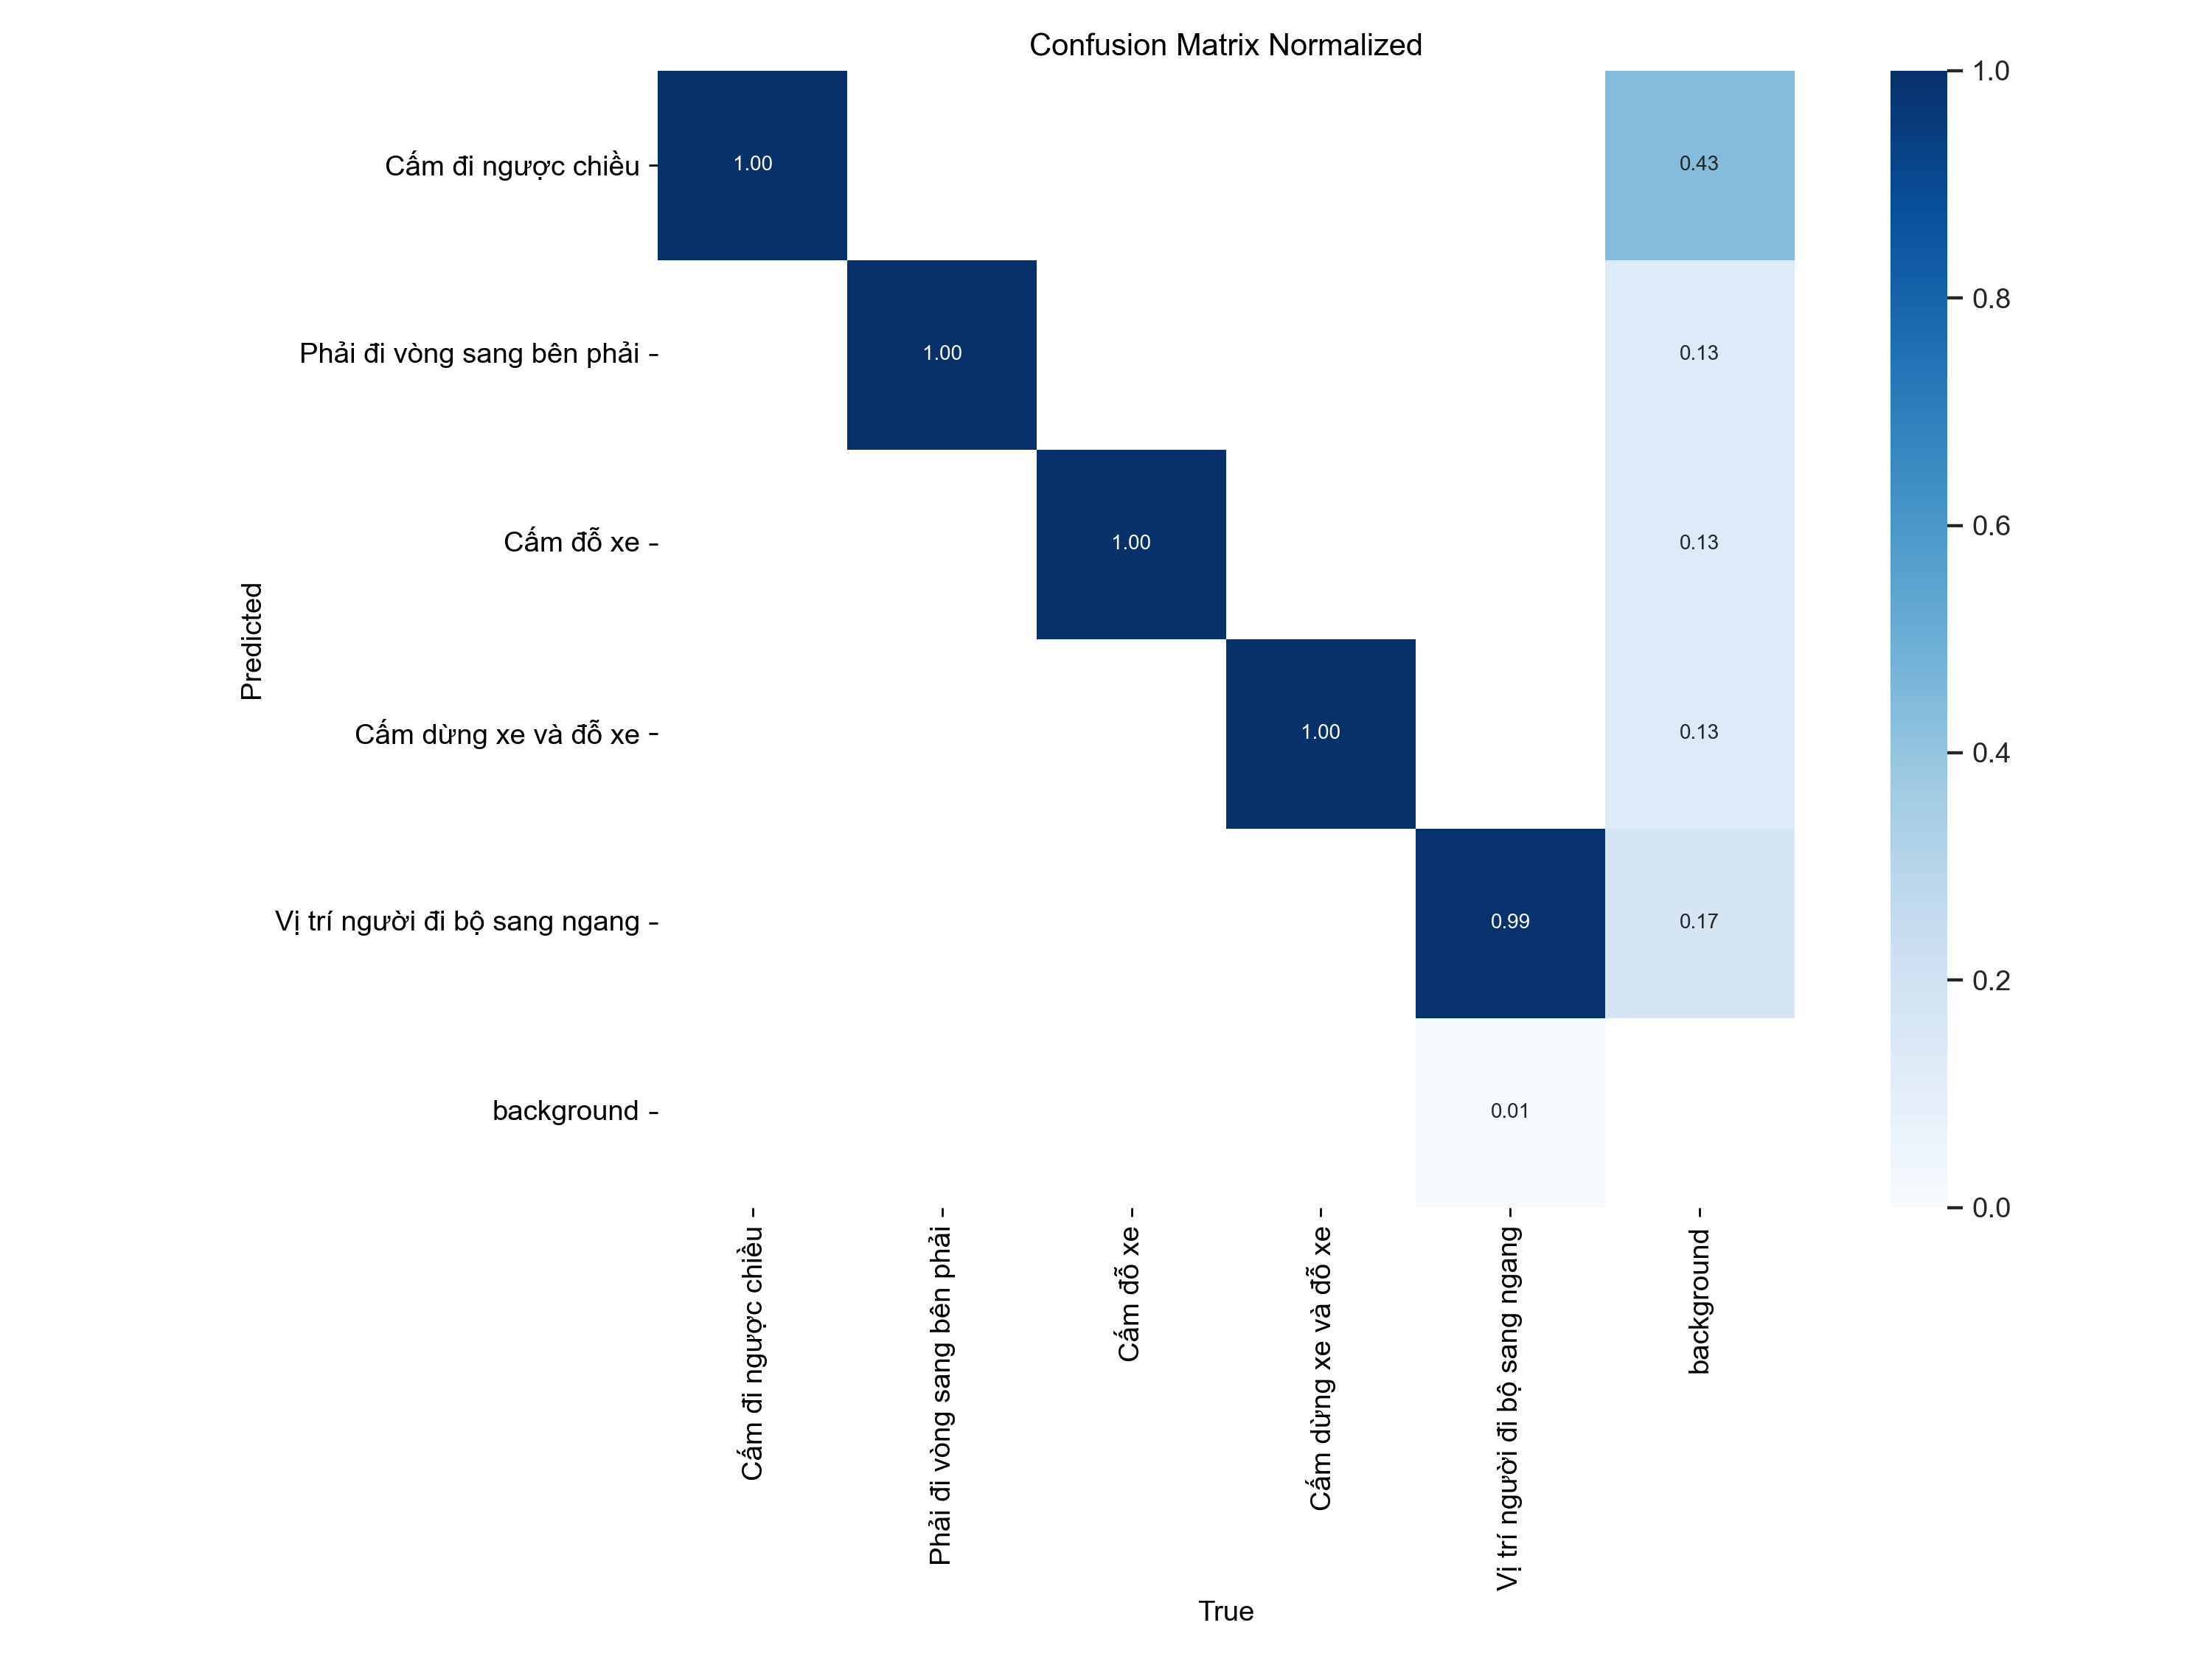 Confusion Matrix Normalized
Cấm đi ngược chiều
1.00
0.43
Phải đi vòng sang bên phải
1.00
0.13
Cấm đỗ xe
1.00
0.13
Cấm dừng xe và đỗ xe
1.00
0.13
Vị trí người đi bộ sang ngang
0.99
0.17
background
0.01
Predicted
Cấm đi ngược chiều
Phải đi vòng sang bên phải
Cấm đỗ xe
Cấm dừng xe và đỗ xe
Vị trí người đi bộ sang ngang
background
True
1.0
0.8
0.6
0.4
0.2
0.0